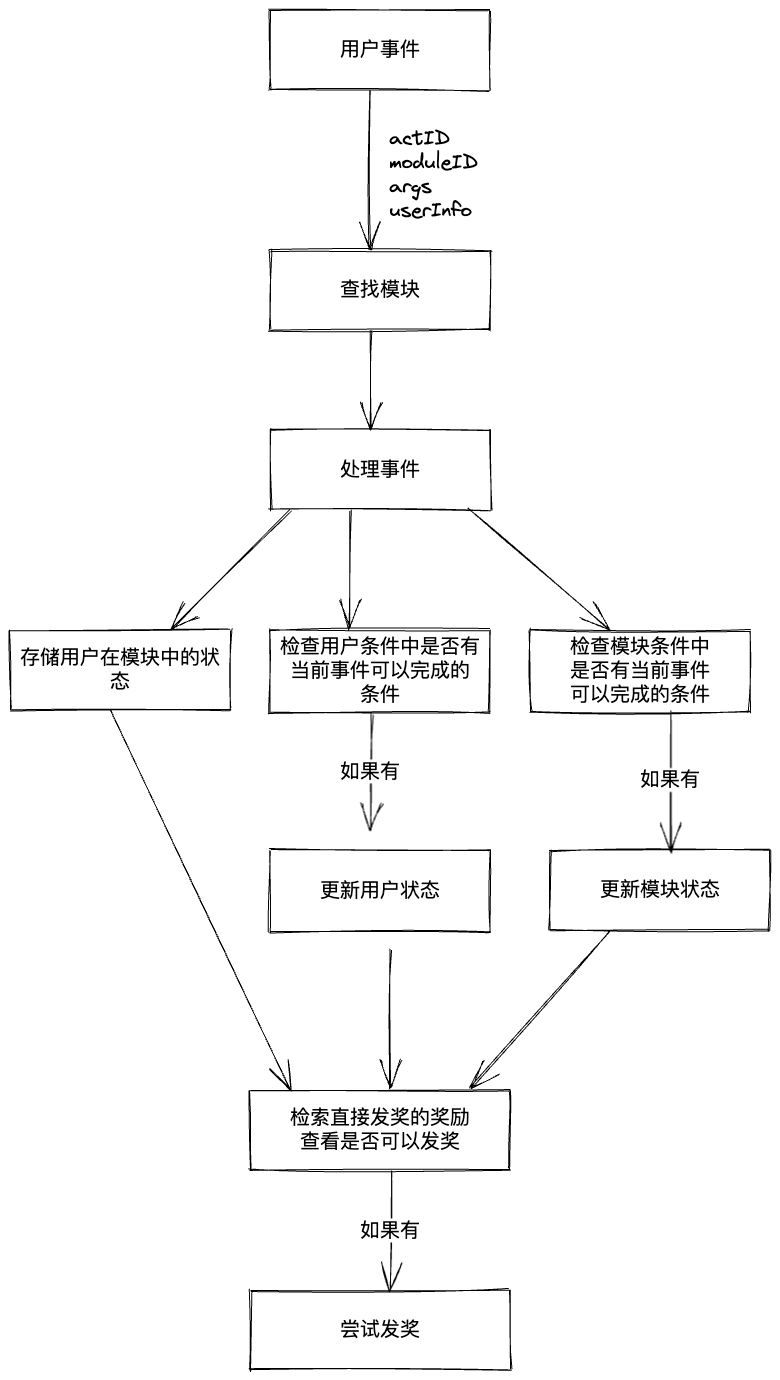 用户事件
actID
moduleID
args
userInfo
查找模块
处理事件
存储用户在模块中的状
态
检查用户条件中是否有
当前事件可以完成的
条件
检查模块条件中
是否有当前事件
可以完成的条件
如果有
如果有
更新用户状态
更新模块状态
检索直接发奖的奖励
查看是否可以发奖
如果有
尝试发奖